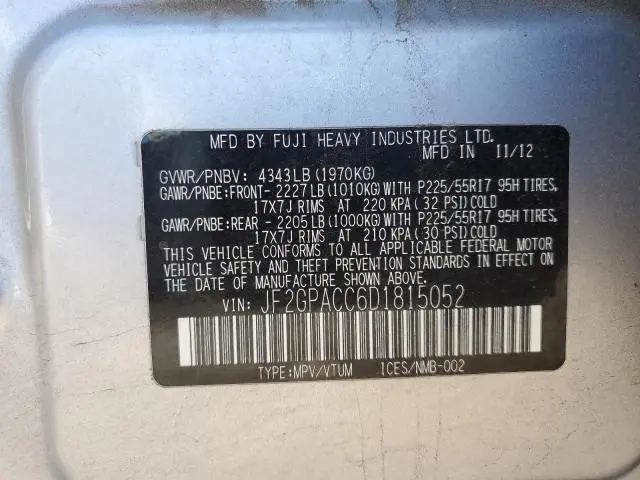 MFD BY FUJI HEAVY INDUSTRIES LTD.
MFD IN 11/12
GVWR/PNBV: 4343LB (1970KG)
GAWR/PNBE:FRONT- 2227LB (1010KG) WITH P225/55R17 95H TIRES,
17X7J RIMS AT 220 KPA (32 PSI) COLD
GAWR/PNBE:REAR - 2205LB (1000KG) WITH P225/55R17 95H TIRES,
17X7J RIMS AT 210 KPA (30 PSI) COLD
THIS VEHICLE CONFORMS TO ALL APPLICABLE FEDERAL MOTOR
VEHICLE SAFETY AND THEFT PREVENTION STANDARDS IN EFFECT
ON THE DATE OF MANUFACTURE SHOWN ABOVE.
VIN: JF2GPACC6D1815052
TYPE:MPV/VTUM ICES/NMB-002